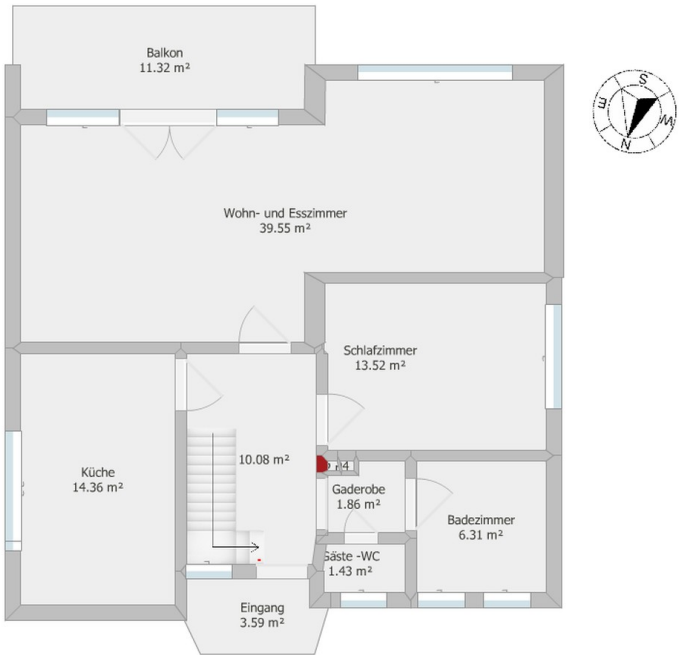 Balkon
11.32 m²
S
E
W
N
Wohn- und Esszimmer
39.55 m²
Schlafzimmer
13.52 m²
Küche
14.36 m²
10.08 m²
Gaderobe
1.86 m²
Badezimmer
6.31 m²
Gäste -WC
1.43 m²
Eingang
3.59 m²